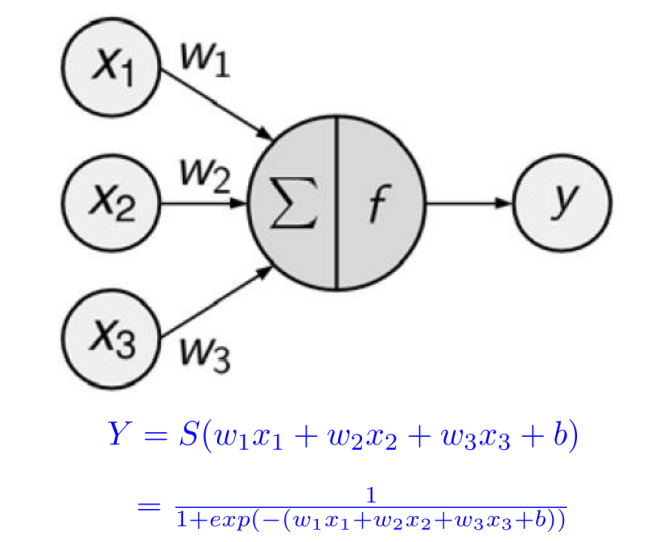 x₁ w₁
x₂ w₂ Σ f y
x₃ w₃
Y = S(w₁x₁ + w₂x₂ + w₃x₃ + b)
= 1/(1+exp(−(w₁x₁+w₂x₂+w₃x₃+b)))